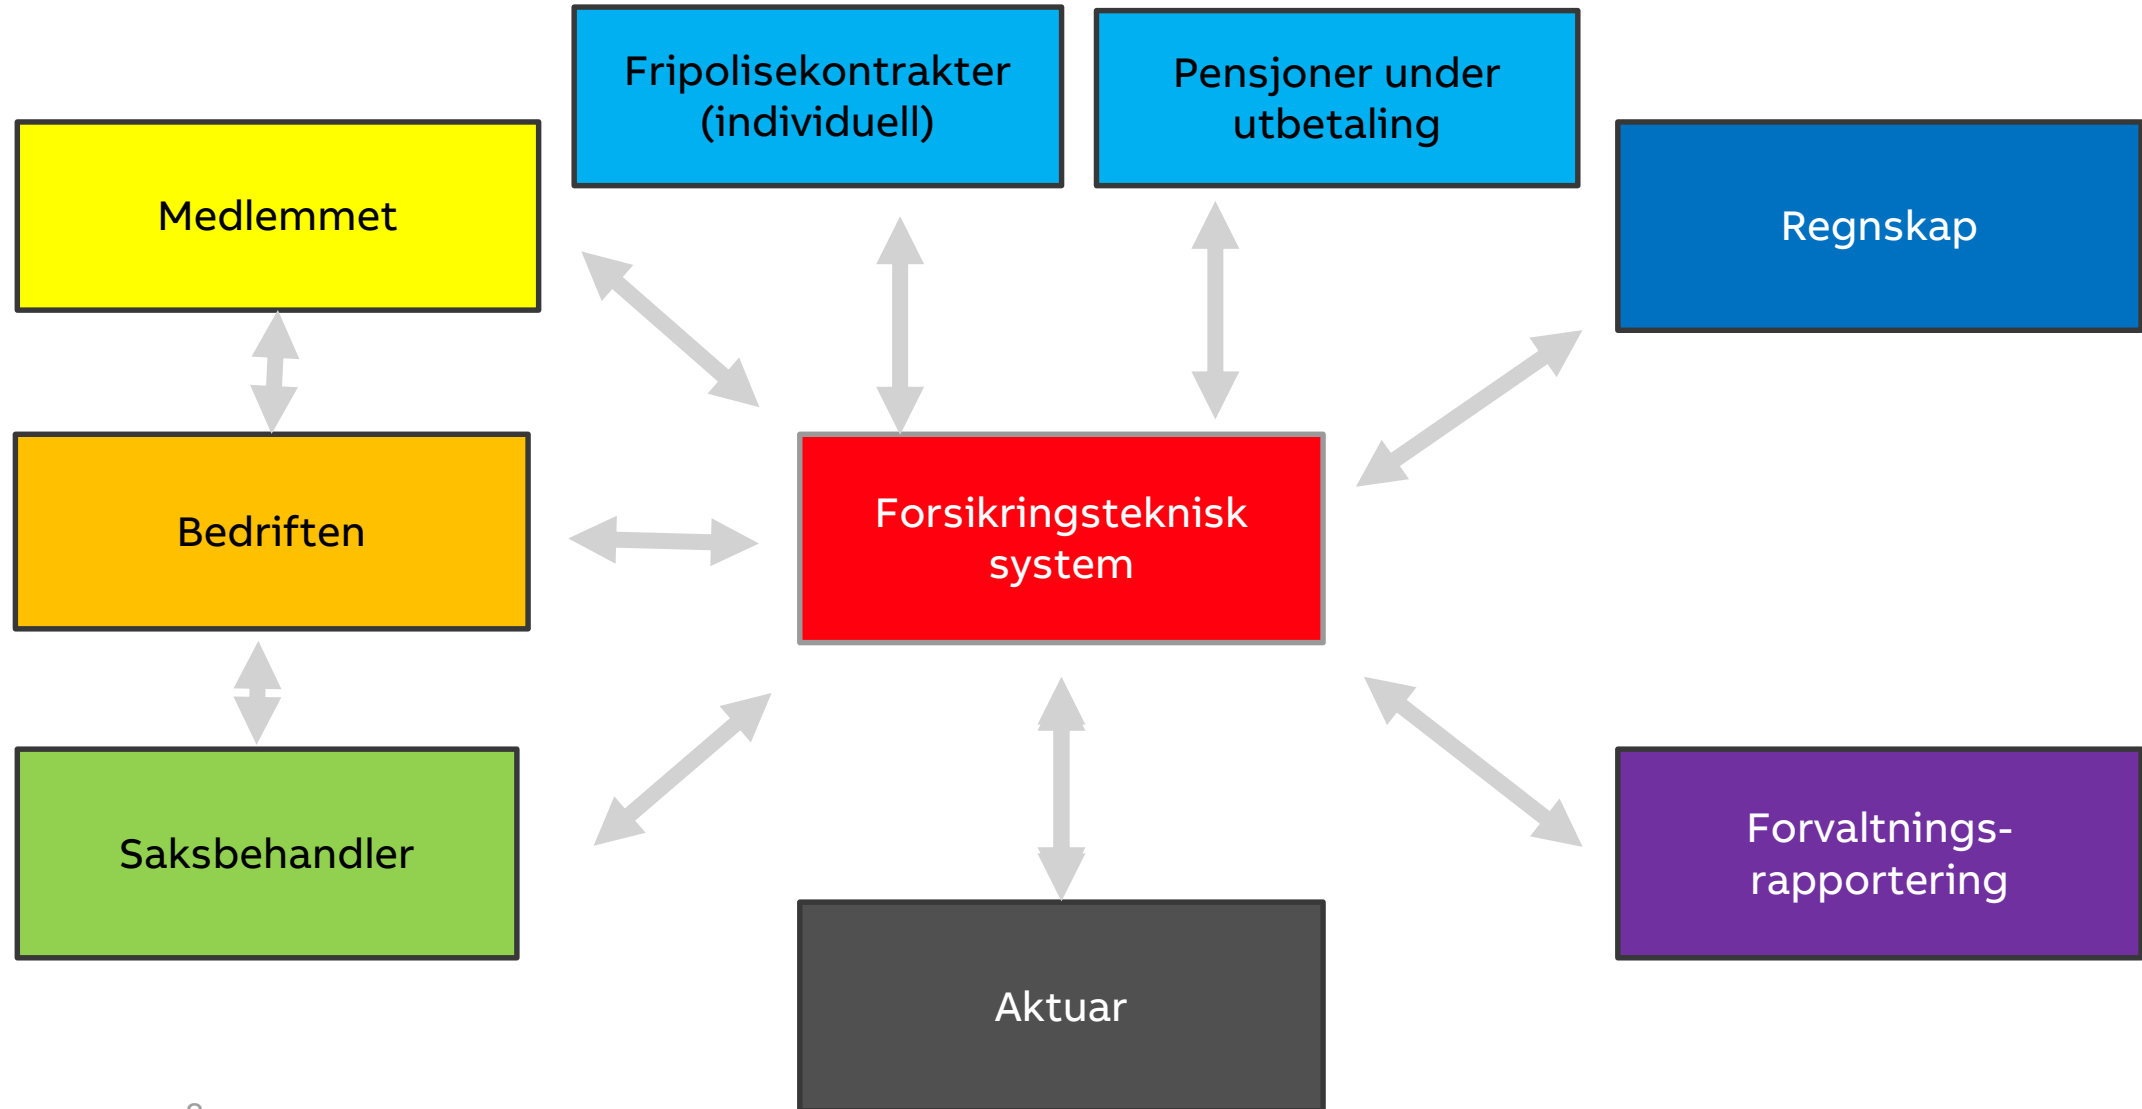 Fripolisekontrakter
(individuell)
Pensjoner under
utbetaling
Medlemmet
Regnskap
Bedriften
Forsikringsteknisk
system
Saksbehandler
Forvaltnings-
rapportering
Aktuar